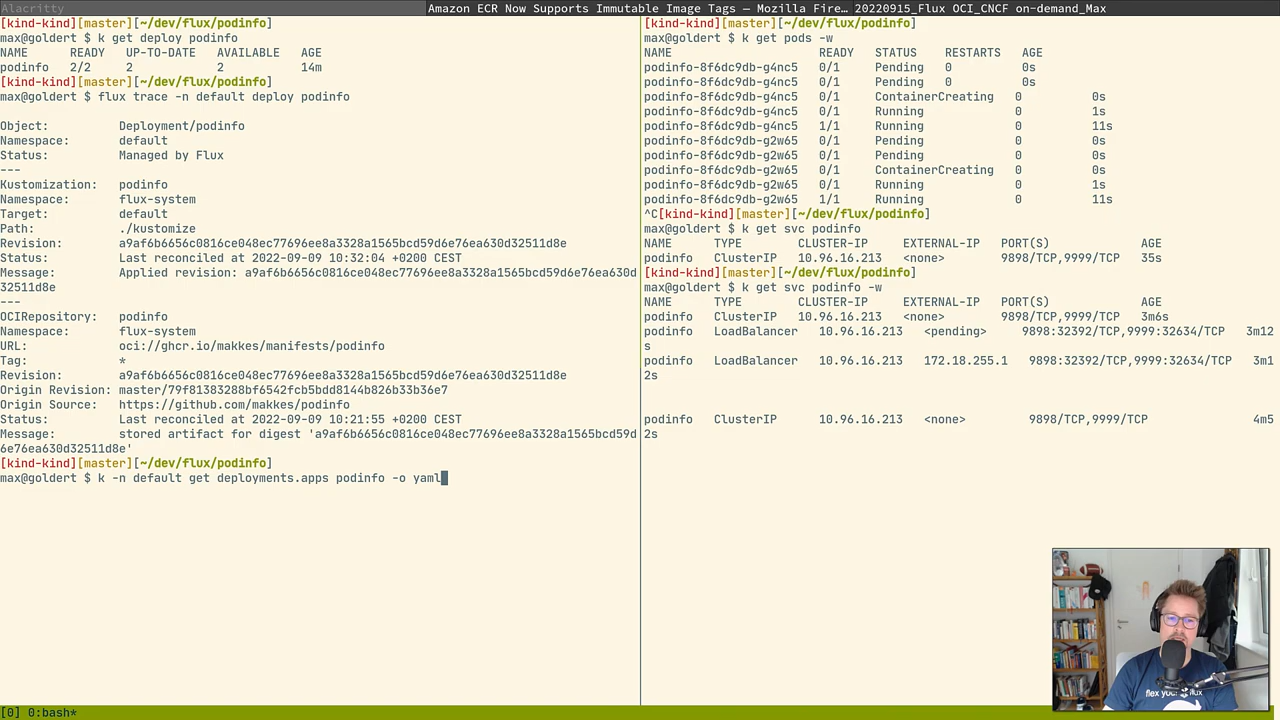 Alacritty
Amazon ECR Now Supports Immutable Image Tags — Mozilla Fire…
20220915_Flux OCI_CNCF on-demand_Max
[kind-kind][master][~/dev/flux/podinfo]
max@goldert $ k get deploy podinfo
NAME      READY   UP-TO-DATE   AVAILABLE   AGE
podinfo   2/2     2            2           14m
[kind-kind][master][~/dev/flux/podinfo]
max@goldert $ flux trace -n default deploy podinfo
Object:          Deployment/podinfo
Namespace:       default
Status:          Managed by Flux
---
Kustomization:   podinfo
Namespace:       flux-system
Target:          default
Path:            ./kustomize
Revision:        a9af6b6656c0816ce048ec77696ee8a3328a1565bcd59d6e76ea630d32511d8e
Status:          Last reconciled at 2022-09-09 10:32:04 +0200 CEST
Message:         Applied revision: a9af6b6656c0816ce048ec77696ee8a3328a1565bcd59d6e76ea630d
32511d8e
---
OCIRepository:   podinfo
Namespace:       flux-system
URL:             oci://ghcr.io/makkes/manifests/podinfo
Tag:             *
Revision:        a9af6b6656c0816ce048ec77696ee8a3328a1565bcd59d6e76ea630d32511d8e
Origin Revision: master/79f81383288bf6542fcb5bdd8144b826b33b36e7
Origin Source:   https://github.com/makkes/podinfo
Status:          Last reconciled at 2022-09-09 10:21:55 +0200 CEST
Message:         stored artifact for digest 'a9af6b6656c0816ce048ec77696ee8a3328a1565bcd59d
6e76ea630d32511d8e'
[kind-kind][master][~/dev/flux/podinfo]
max@goldert $ k -n default get deployments.apps podinfo -o yaml
[kind-kind][master][~/dev/flux/podinfo]
max@goldert $ k get pods -w
NAME                      READY   STATUS    RESTARTS   AGE
podinfo-8f6dc9db-g4nc5   0/1     Pending   0          0s
podinfo-8f6dc9db-g4nc5   0/1     Pending   0          0s
podinfo-8f6dc9db-g4nc5   0/1     ContainerCreating   0          0s
podinfo-8f6dc9db-g4nc5   0/1     Running             0          1s
podinfo-8f6dc9db-g4nc5   1/1     Running             0          11s
podinfo-8f6dc9db-g2w65   0/1     Pending             0          0s
podinfo-8f6dc9db-g2w65   0/1     Pending             0          0s
podinfo-8f6dc9db-g2w65   0/1     ContainerCreating   0          0s
podinfo-8f6dc9db-g2w65   0/1     Running             0          1s
podinfo-8f6dc9db-g2w65   1/1     Running             0          11s
^C[kind-kind][master][~/dev/flux/podinfo]
max@goldert $ k get svc podinfo
NAME      TYPE        CLUSTER-IP     EXTERNAL-IP   PORT(S)             AGE
podinfo   ClusterIP   10.96.16.213   <none>        9898/TCP,9999/TCP   35s
[kind-kind][master][~/dev/flux/podinfo]
max@goldert $ k get svc podinfo -w
NAME      TYPE        CLUSTER-IP     EXTERNAL-IP   PORT(S)             AGE
podinfo   ClusterIP   10.96.16.213   <none>        9898/TCP,9999/TCP   3m6s
podinfo   LoadBalancer   10.96.16.213   <pending>     9898:32392/TCP,9999:32634/TCP   3m12
s
podinfo   LoadBalancer   10.96.16.213   172.18.255.1   9898:32392/TCP,9999:32634/TCP   3m1
2s
podinfo   ClusterIP      10.96.16.213   <none>         9898/TCP,9999/TCP               4m5
2s
[0] 0:bash*